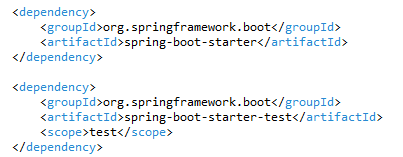 <dependency>
    <groupId>org.springframework.boot</groupId>
    <artifactId>spring-boot-starter</artifactId>
</dependency>

<dependency>
    <groupId>org.springframework.boot</groupId>
    <artifactId>spring-boot-starter-test</artifactId>
    <scope>test</scope>
</dependency>